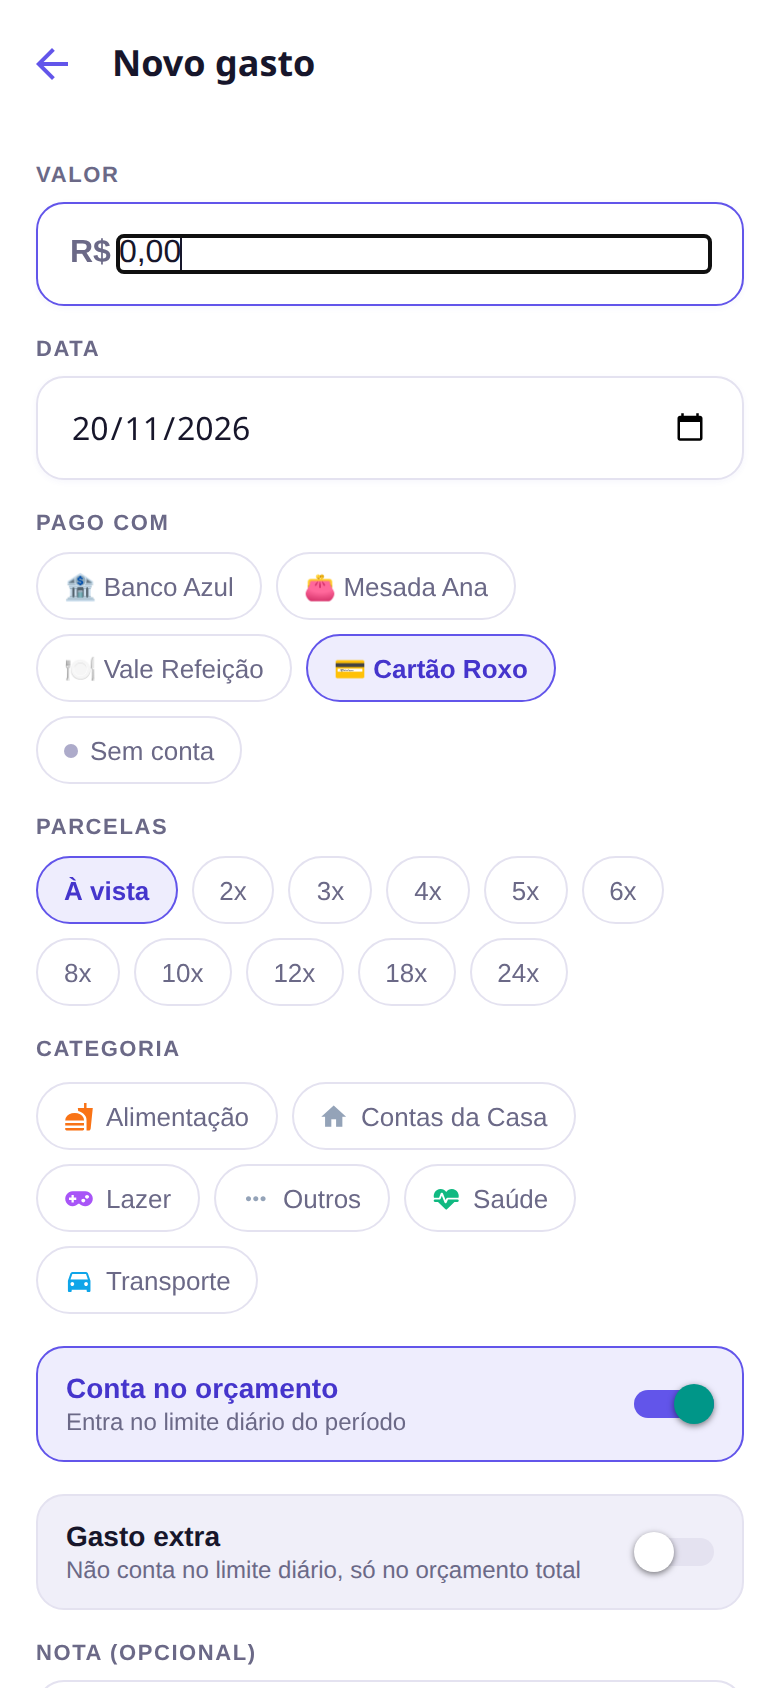 Novo gasto
VALOR
R$ 0,00
DATA
20/11/2026
PAGO COM
Banco Azul Mesada Ana
Vale Refeição Cartão Roxo
Sem conta
PARCELAS
À vista 2x 3x 4x 5x 6x
8x 10x 12x 18x 24x
CATEGORIA
Alimentação Contas da Casa
Lazer Outros Saúde
Transporte
Conta no orçamento
Entra no limite diário do período
Gasto extra
Não conta no limite diário, só no orçamento total
NOTA (OPCIONAL)